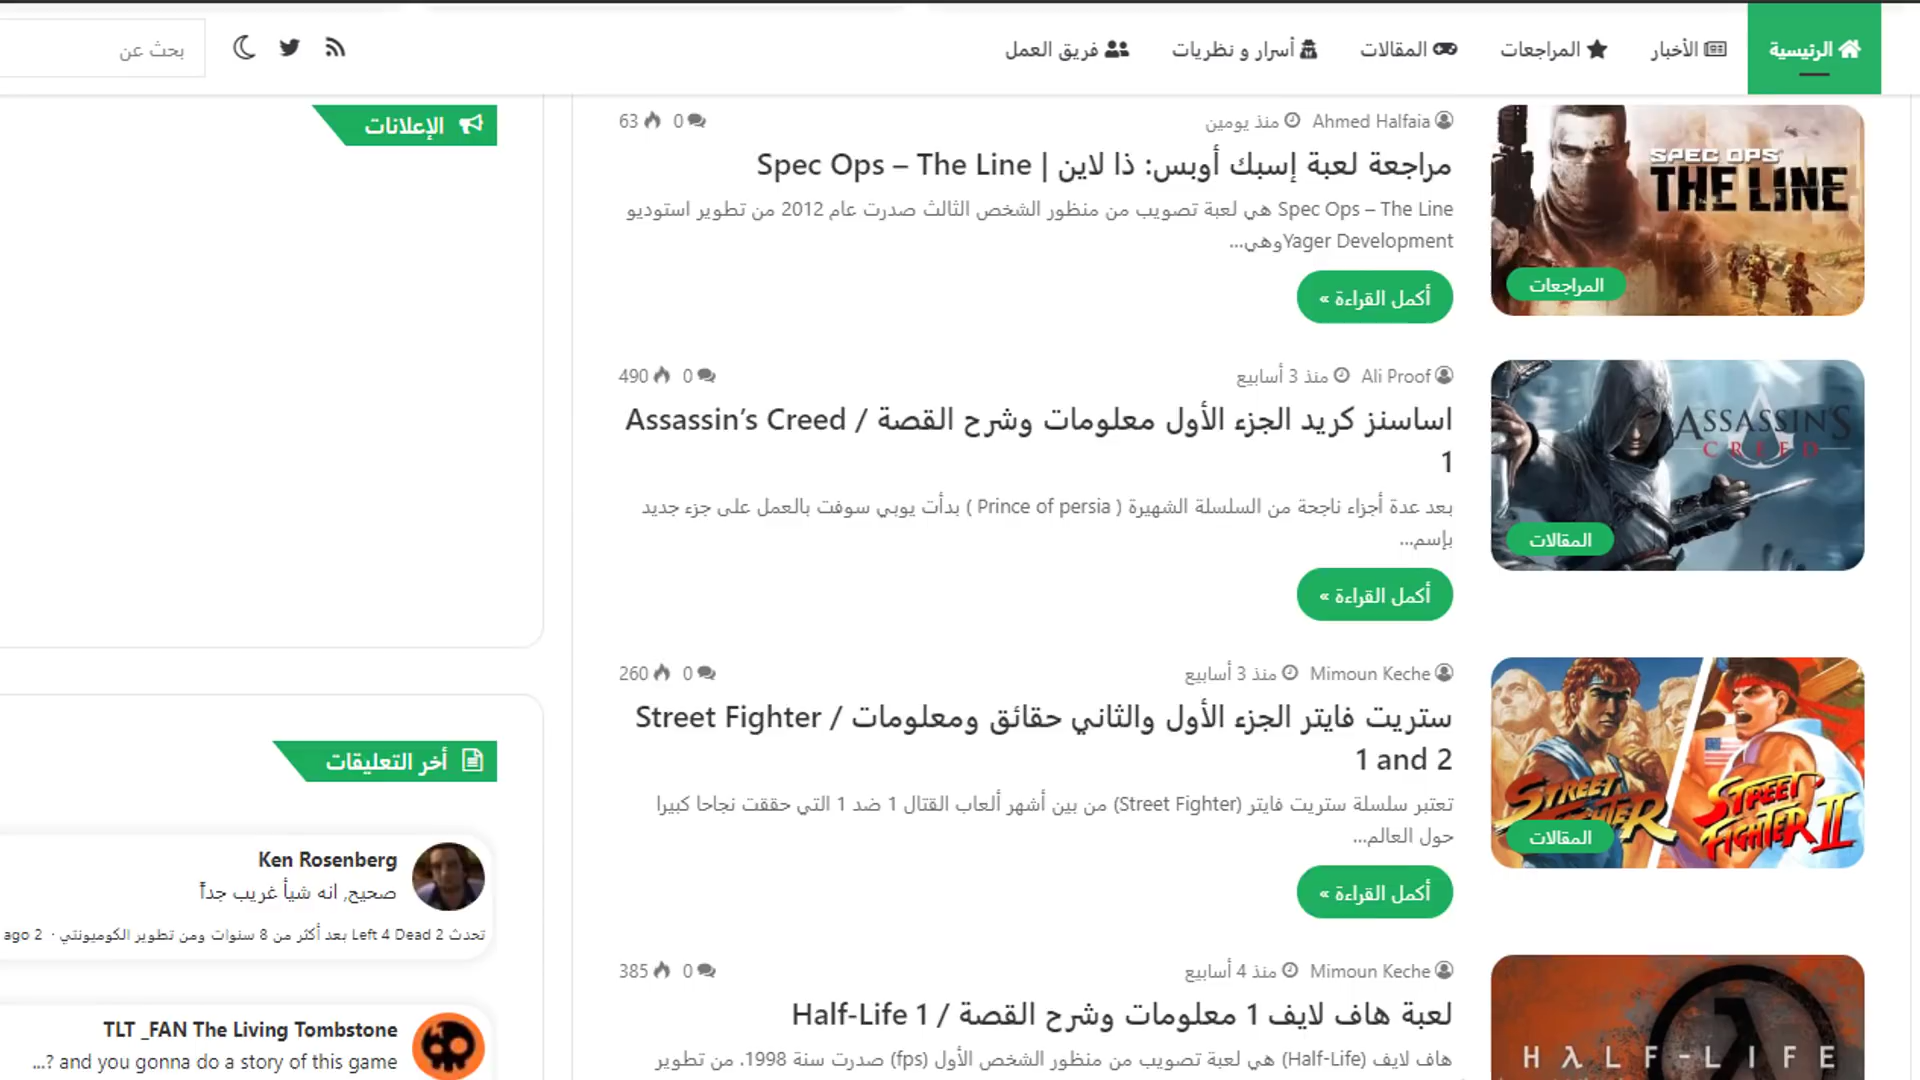 الرئيسية
الأخبار
المراجعات
المقالات
أسرار و نظريات
فريق العمل
بحث عن
Ahmed Halfaia منذ يومين 0 63
مراجعة لعبة إسبك أوبس: ذا لاين | Spec Ops – The Line
Spec Ops – The Line هي لعبة تصويب من منظور الشخص الثالث صدرت عام 2012 من تطوير استوديو
Yager Developmentوهي...
أكمل القراءة »
SPEC OPS
THE LINE
المراجعات
Ali Proof منذ 3 أسابيع 0 490
اساسنز كريد الجزء الأول معلومات وشرح القصة / Assassin’s Creed
1
بعد عدة أجزاء ناجحة من السلسلة الشهيرة ( Prince of persia ) بدأت يوبي سوفت بالعمل على جزء جديد
بإسم...
أكمل القراءة »
ASSASSIN'S
CREED
المقالات
Mimoun Keche منذ 3 أسابيع 0 260
ستريت فايتر الجزء الأول والثاني حقائق ومعلومات / Street Fighter
1 and 2
تعتبر سلسلة ستريت فايتر (Street Fighter) من بين أشهر ألعاب القتال 1 ضد 1 التي حققت نجاحا كبيرا
حول العالم...
أكمل القراءة »
STREET
FIGHTER
STREET
FIGHTER II
المقالات
Mimoun Keche منذ 4 أسابيع 0 385
لعبة هاف لايف 1 معلومات وشرح القصة / Half-Life 1
هاف لايف (Half-Life) هي لعبة تصويب من منظور الشخص الأول (fps) صدرت سنة 1998. من تطوير
HλLF-LIFE
الإعلانات
أخر التعليقات
Ken Rosenberg
صحيح, انه شيأ غريب جداً
تحدث Left 4 Dead 2 بعد أكثر من 8 سنوات ومن تطوير الكوميونتي · 2 ago
TLT _FAN The Living Tombstone
and you gonna do a story of this game ?...